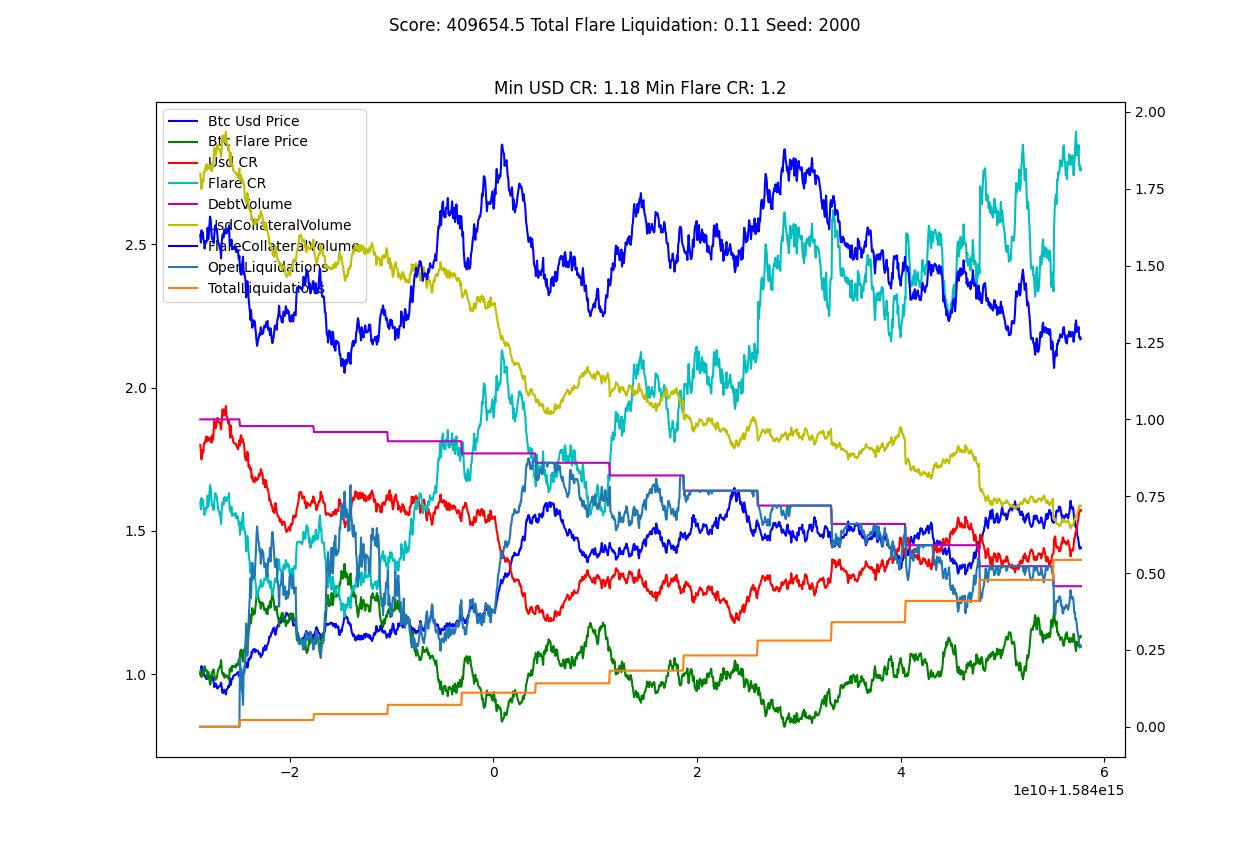 Score: 409654.5 Total Flare Liquidation: 0.11 Seed: 2000
Min USD CR: 1.18 Min Flare CR: 1.2
Btc Usd Price
Btc Flare Price
Usd CR
Flare CR
DebtVolume
UsdCollateralVolume
FlareCollateralVolume
OpenLiquidations
TotalLiquidations
2.5
2.0
1.5
1.0
2.00
1.75
1.50
1.25
1.00
0.75
0.50
0.25
0.00
−2 0 2 4 6
1e10+1.584e15